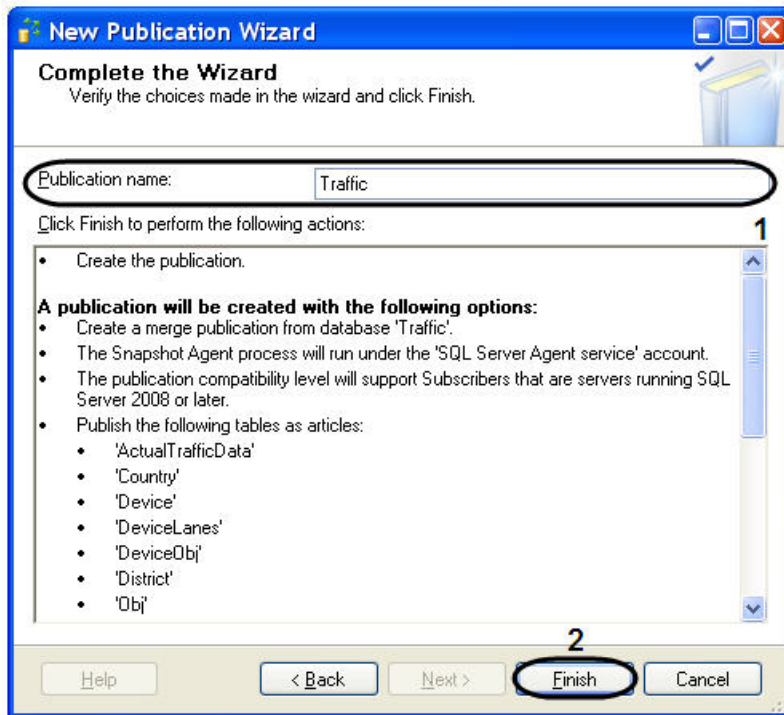 New Publication Wizard
Complete the Wizard
Verify the choices made in the wizard and click Finish.
Publication name: Traffic
Click Finish to perform the following actions:
1
• Create the publication.
A publication will be created with the following options:
• Create a merge publication from database 'Traffic'.
• The Snapshot Agent process will run under the 'SQL Server Agent service' account.
• The publication compatibility level will support Subscribers that are servers running SQL
Server 2008 or later.
• Publish the following tables as articles:
• 'ActualTrafficData'
• 'Country'
• 'Device'
• 'DeviceLanes'
• 'DeviceObj'
• 'District'
• 'Obj'
2
Help < Back Next > Finish Cancel